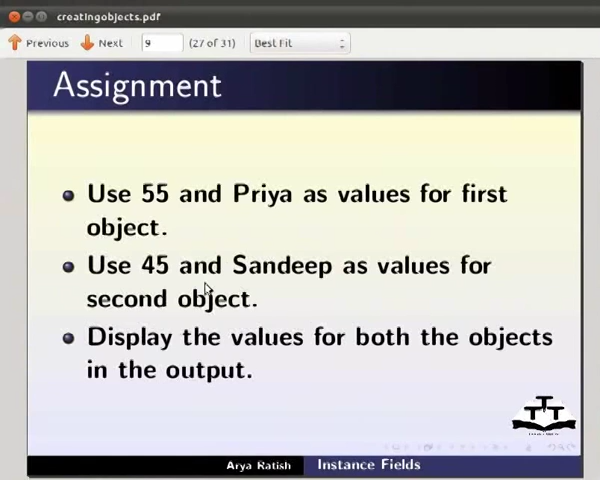 creatingobjects.pdf
Previous Next 9 (27 of 31) Best Fit
Assignment
Use 55 and Priya as values for first
object.
Use 45 and Sandeep as values for
second object.
Display the values for both the objects
in the output.
Arya Ratish Instance Fields